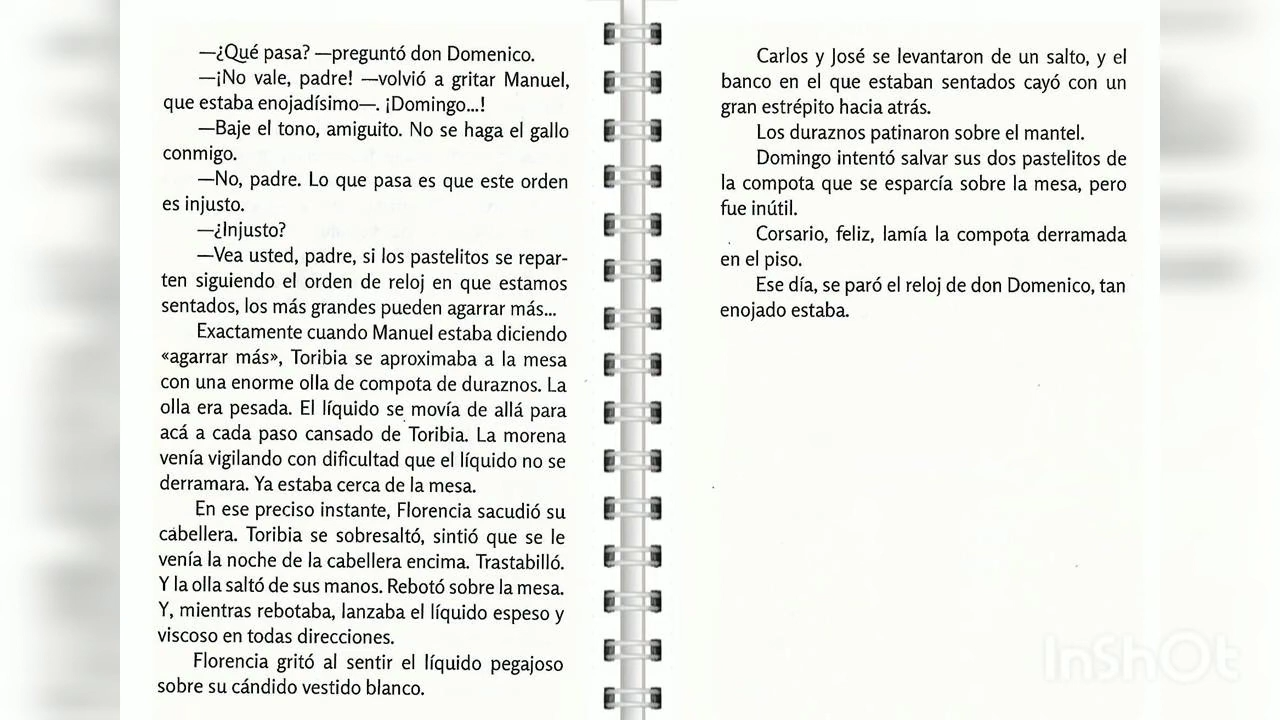 —¿Qué pasa? —preguntó don Domenico.
—¡No vale, padre! —volvió a gritar Manuel,
que estaba enojadísimo—. ¡Domingo...!
—Baje el tono, amiguito. No se haga el gallo
conmigo.
—No, padre. Lo que pasa es que este orden
es injusto.
—¿Injusto?
—Vea usted, padre, si los pastelitos se repar-
ten siguiendo el orden de reloj en que estamos
sentados, los más grandes pueden agarrar más...
Exactamente cuando Manuel estaba diciendo
«agarrar más», Toribia se aproximaba a la mesa
con una enorme olla de compota de duraznos. La
olla era pesada. El líquido se movía de allá para
acá a cada paso cansado de Toribia. La morena
venía vigilando con dificultad que el líquido no se
derramara. Ya estaba cerca de la mesa.
En ese preciso instante, Florencia sacudió su
cabellera. Toribia se sobresaltó, sintió que se le
venía la noche de la cabellera encima. Trastabilló.
Y la olla saltó de sus manos. Rebotó sobre la mesa.
Y, mientras rebotaba, lanzaba el líquido espeso y
viscoso en todas direcciones.
Florencia gritó al sentir el líquido pegajoso
sobre su cándido vestido blanco.
Carlos y José se levantaron de un salto, y el
banco en el que estaban sentados cayó con un
gran estrépito hacia atrás.
Los duraznos patinaron sobre el mantel.
Domingo intentó salvar sus dos pastelitos de
la compota que se esparcía sobre la mesa, pero
fue inútil.
Corsario, feliz, lamía la compota derramada
en el piso.
Ese día, se paró el reloj de don Domenico, tan
enojado estaba.
InShOt